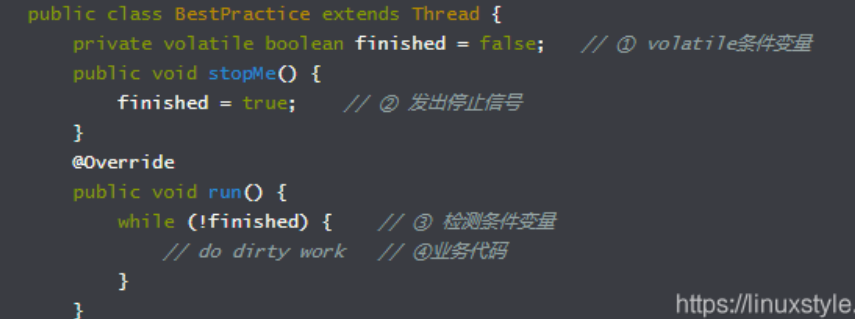 public class BestPractice extends Thread {
    private volatile boolean finished = false;   // ① volatile条件变量
    public void stopMe() {
        finished = true;    // ② 发出停止信号
    }
    @Override
    public void run() {
        while (!finished) {    // ③ 检测条件变量
            // do dirty work   // ④业务代码
        }
    }
https://linuxstyle.